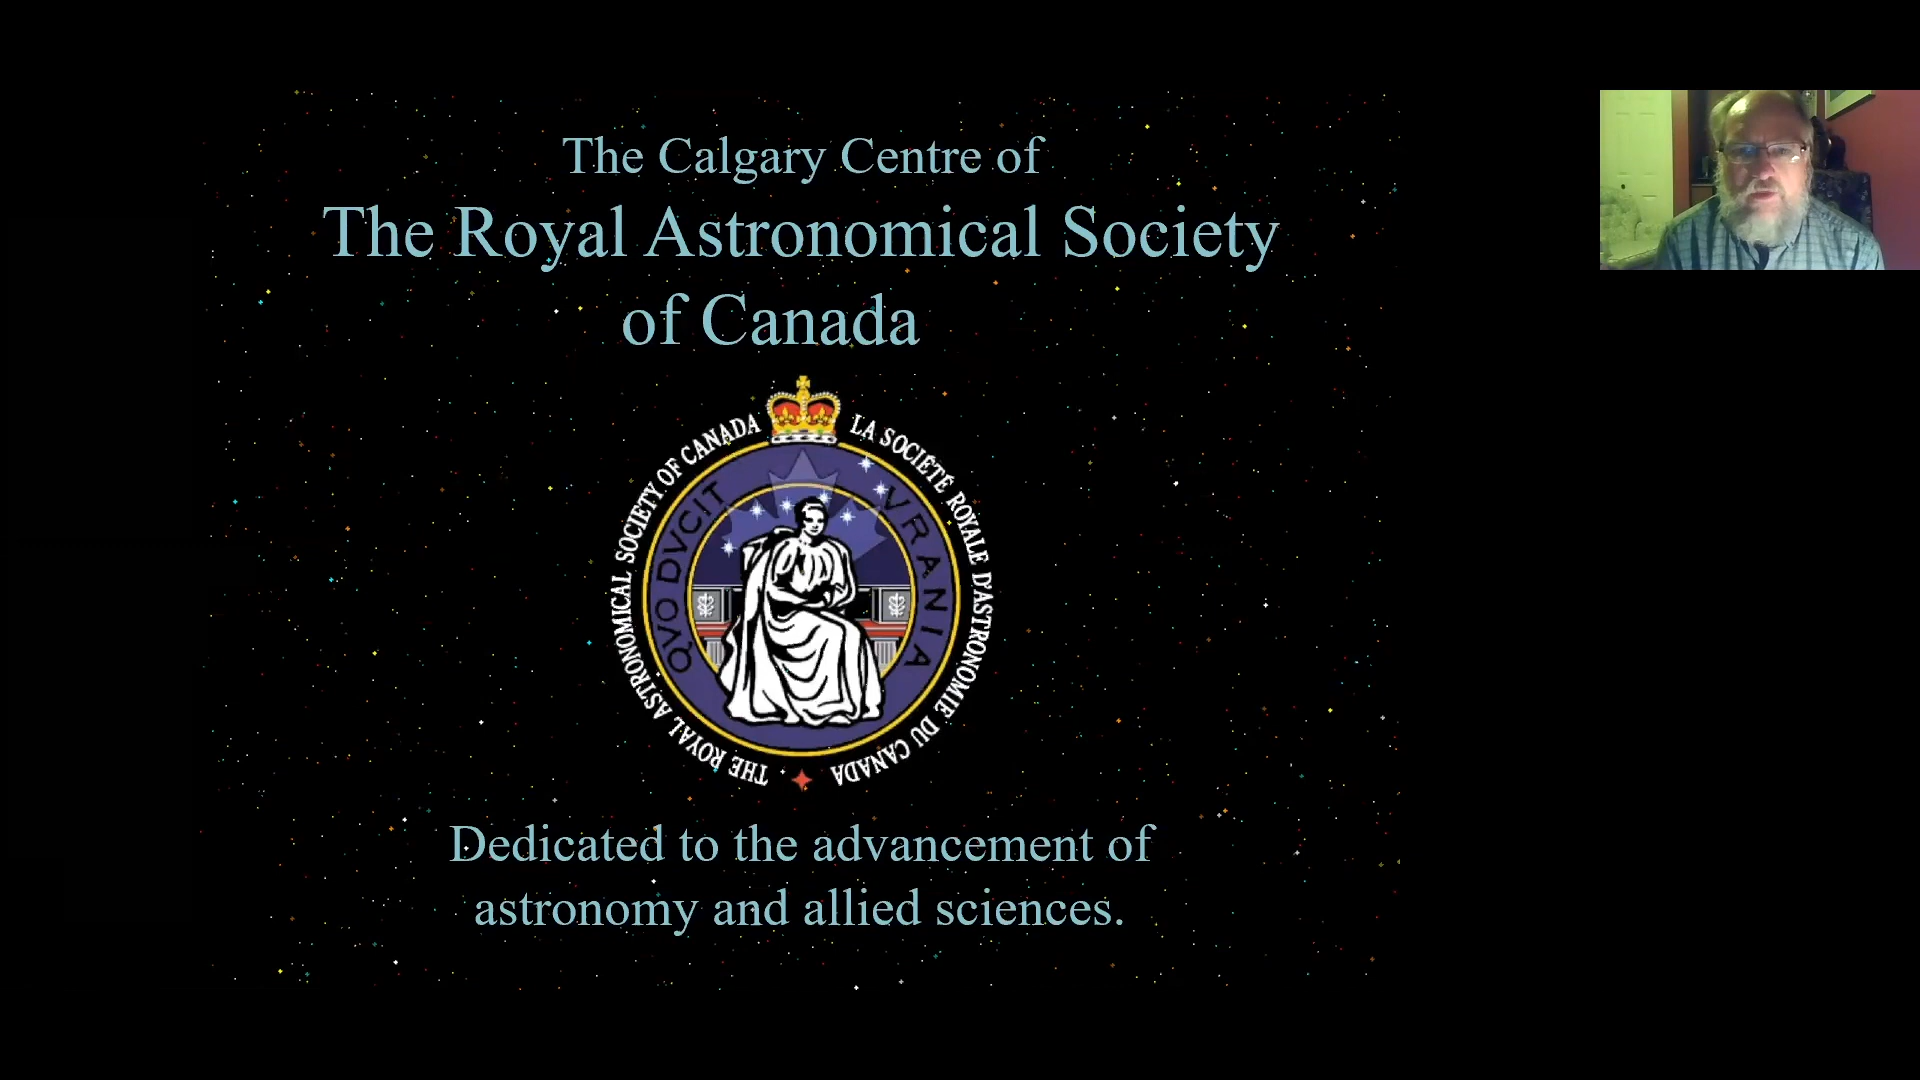 The Calgary Centre of
The Royal Astronomical Society
of Canada
THE ROYAL ASTRONOMICAL SOCIETY OF CANADA
LA SOCIÉTÉ ROYALE D'ASTRONOMIE DU CANADA
QVO DVCIT
VRANIA
Dedicated to the advancement of
astronomy and allied sciences.